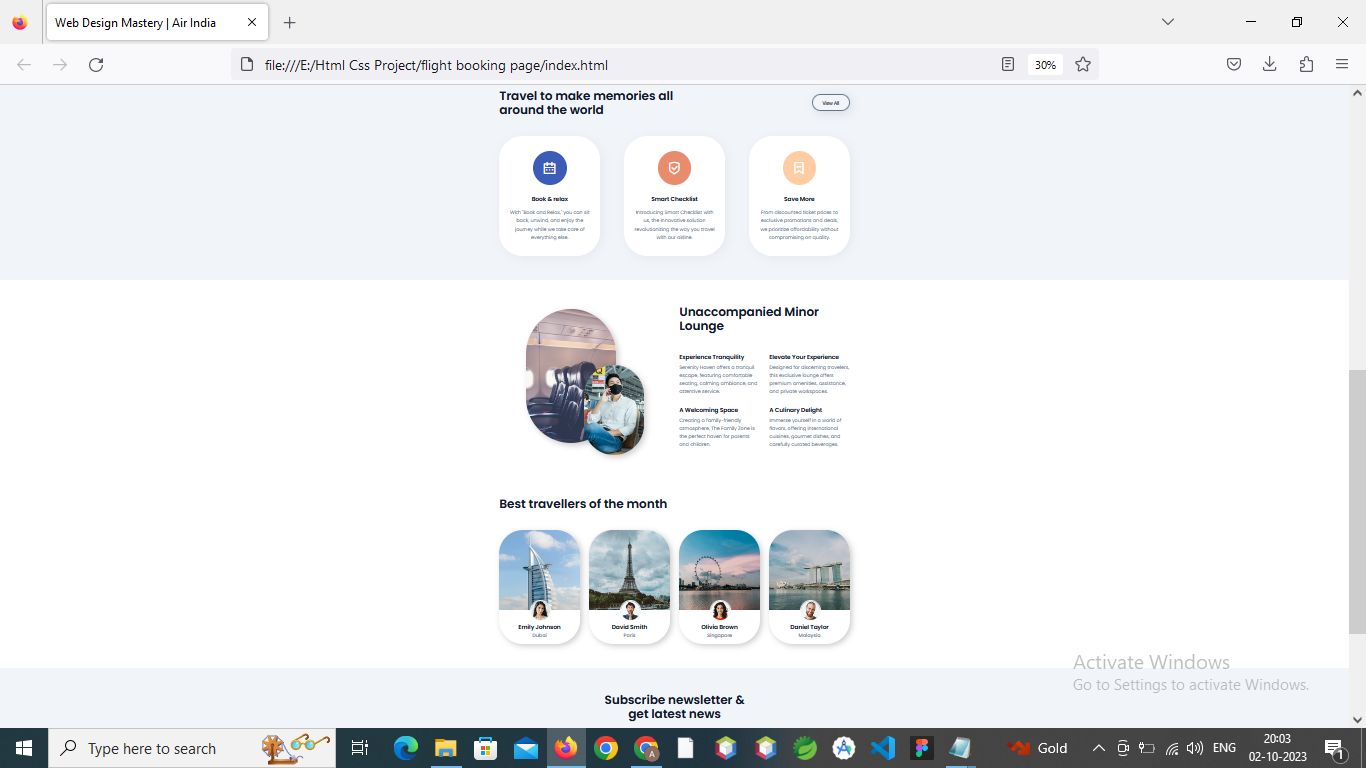 Web Design Mastery | Air India
file:///E:/Html Css Project/flight booking page/index.html
30%
Travel to make memories all
around the world
View All
Book & relax
With "Book and Relax," you can sit
back, unwind, and enjoy the
journey while we take care of
everything else.
Smart Checklist
Introducing Smart Checklist with
us, the innovative solution
revolutionizing the way you travel
with our airline.
Save More
From discounted ticket prices to
exclusive promotions and deals,
we prioritize affordability without
compromising on quality.
Unaccompanied Minor
Lounge
Experience Tranquility
Serenity Haven offers a tranquil
escape, featuring comfortable
seating, calming ambiance, and
attentive service.
Elevate Your Experience
Designed for discerning travelers,
this exclusive lounge offers
premium amenities, assistance,
and private workspaces.
A Welcoming Space
Creating a family-friendly
atmosphere, The Family Zone is
the perfect haven for parents
and children.
A Culinary Delight
Immerse yourself in a world of
flavors, offering international
cuisines, gourmet dishes, and
carefully curated beverages.
Best travellers of the month
Emily Johnson
Dubai
David Smith
Paris
Olivia Brown
Singapore
Daniel Taylor
Malaysia
Subscribe newsletter &
get latest news
Activate Windows
Go to Settings to activate Windows.
Type here to search
A
Gold
ENG
20:03
02-10-2023
1